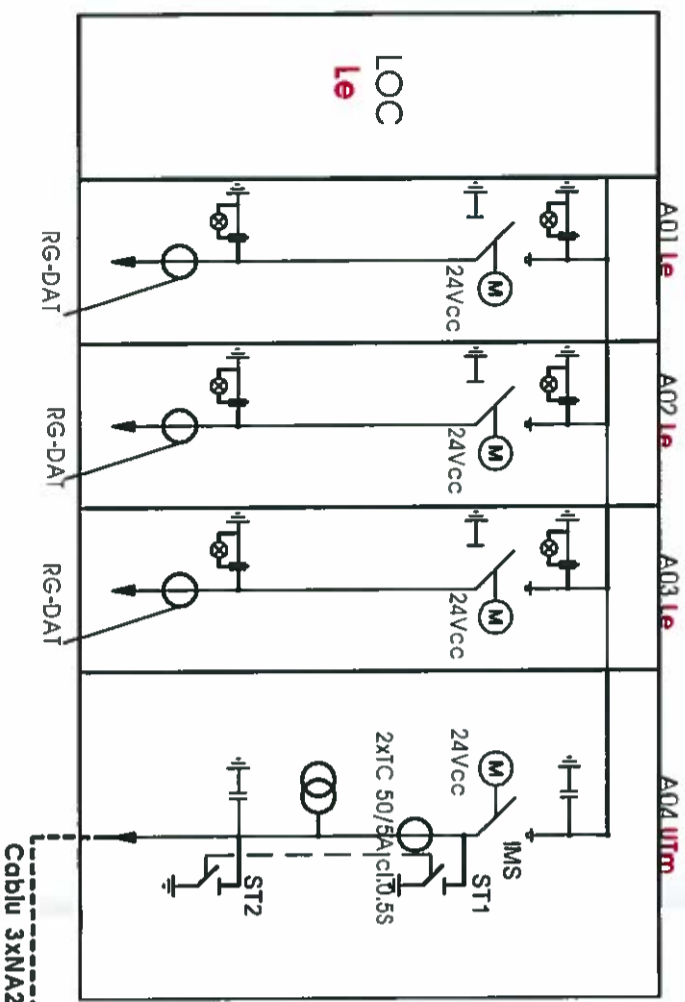 LOC
Le
A01 Le
A02 Le
A03 Le
A04 UTm
M
24Vcc
M
24Vcc
M
24Vcc
M
24Vcc
IMS
ST1
2xTC 50/5A cl.0.5S
ST2
RG-DAT
RG-DAT
RG-DAT
Cablu 3xNA2